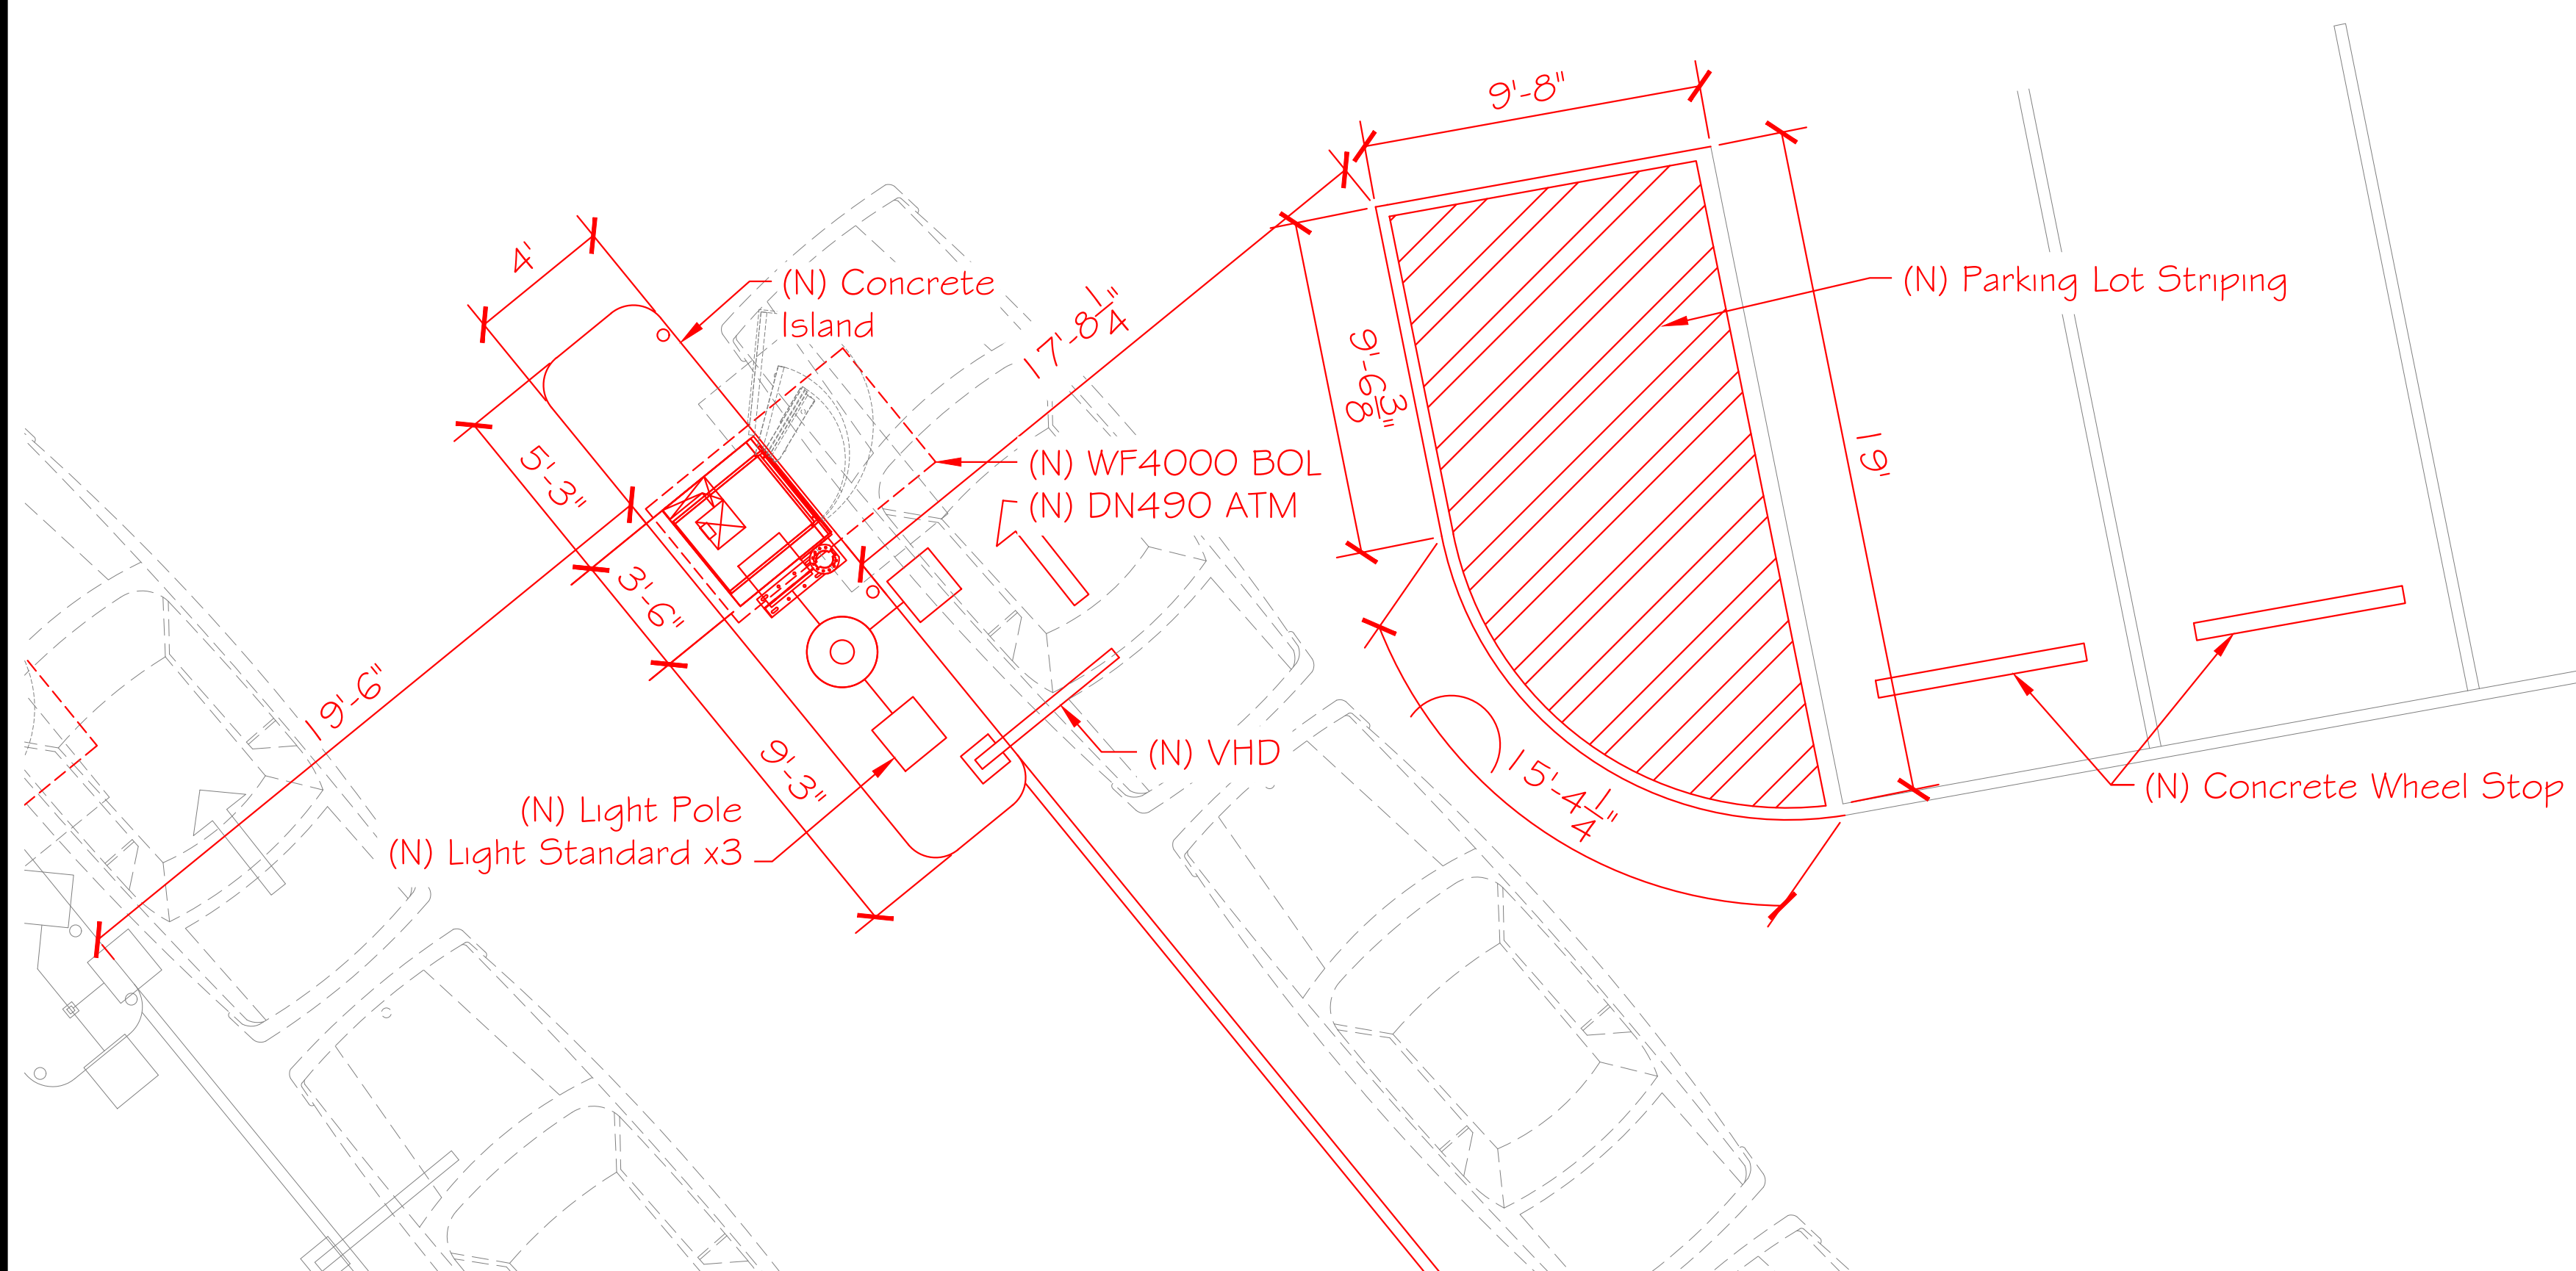 9'-8"
4'
(N) Concrete
Island
17'-8 1/4"
(N) Parking Lot Striping
9'-6 3/8"
19'
5'-3"
(N) WF4000 BOL
(N) DN490 ATM
3'-6"
19'-6"
9'-3"
(N) VHD
15'-4 1/4"
(N) Concrete Wheel Stop
(N) Light Pole
(N) Light Standard x3